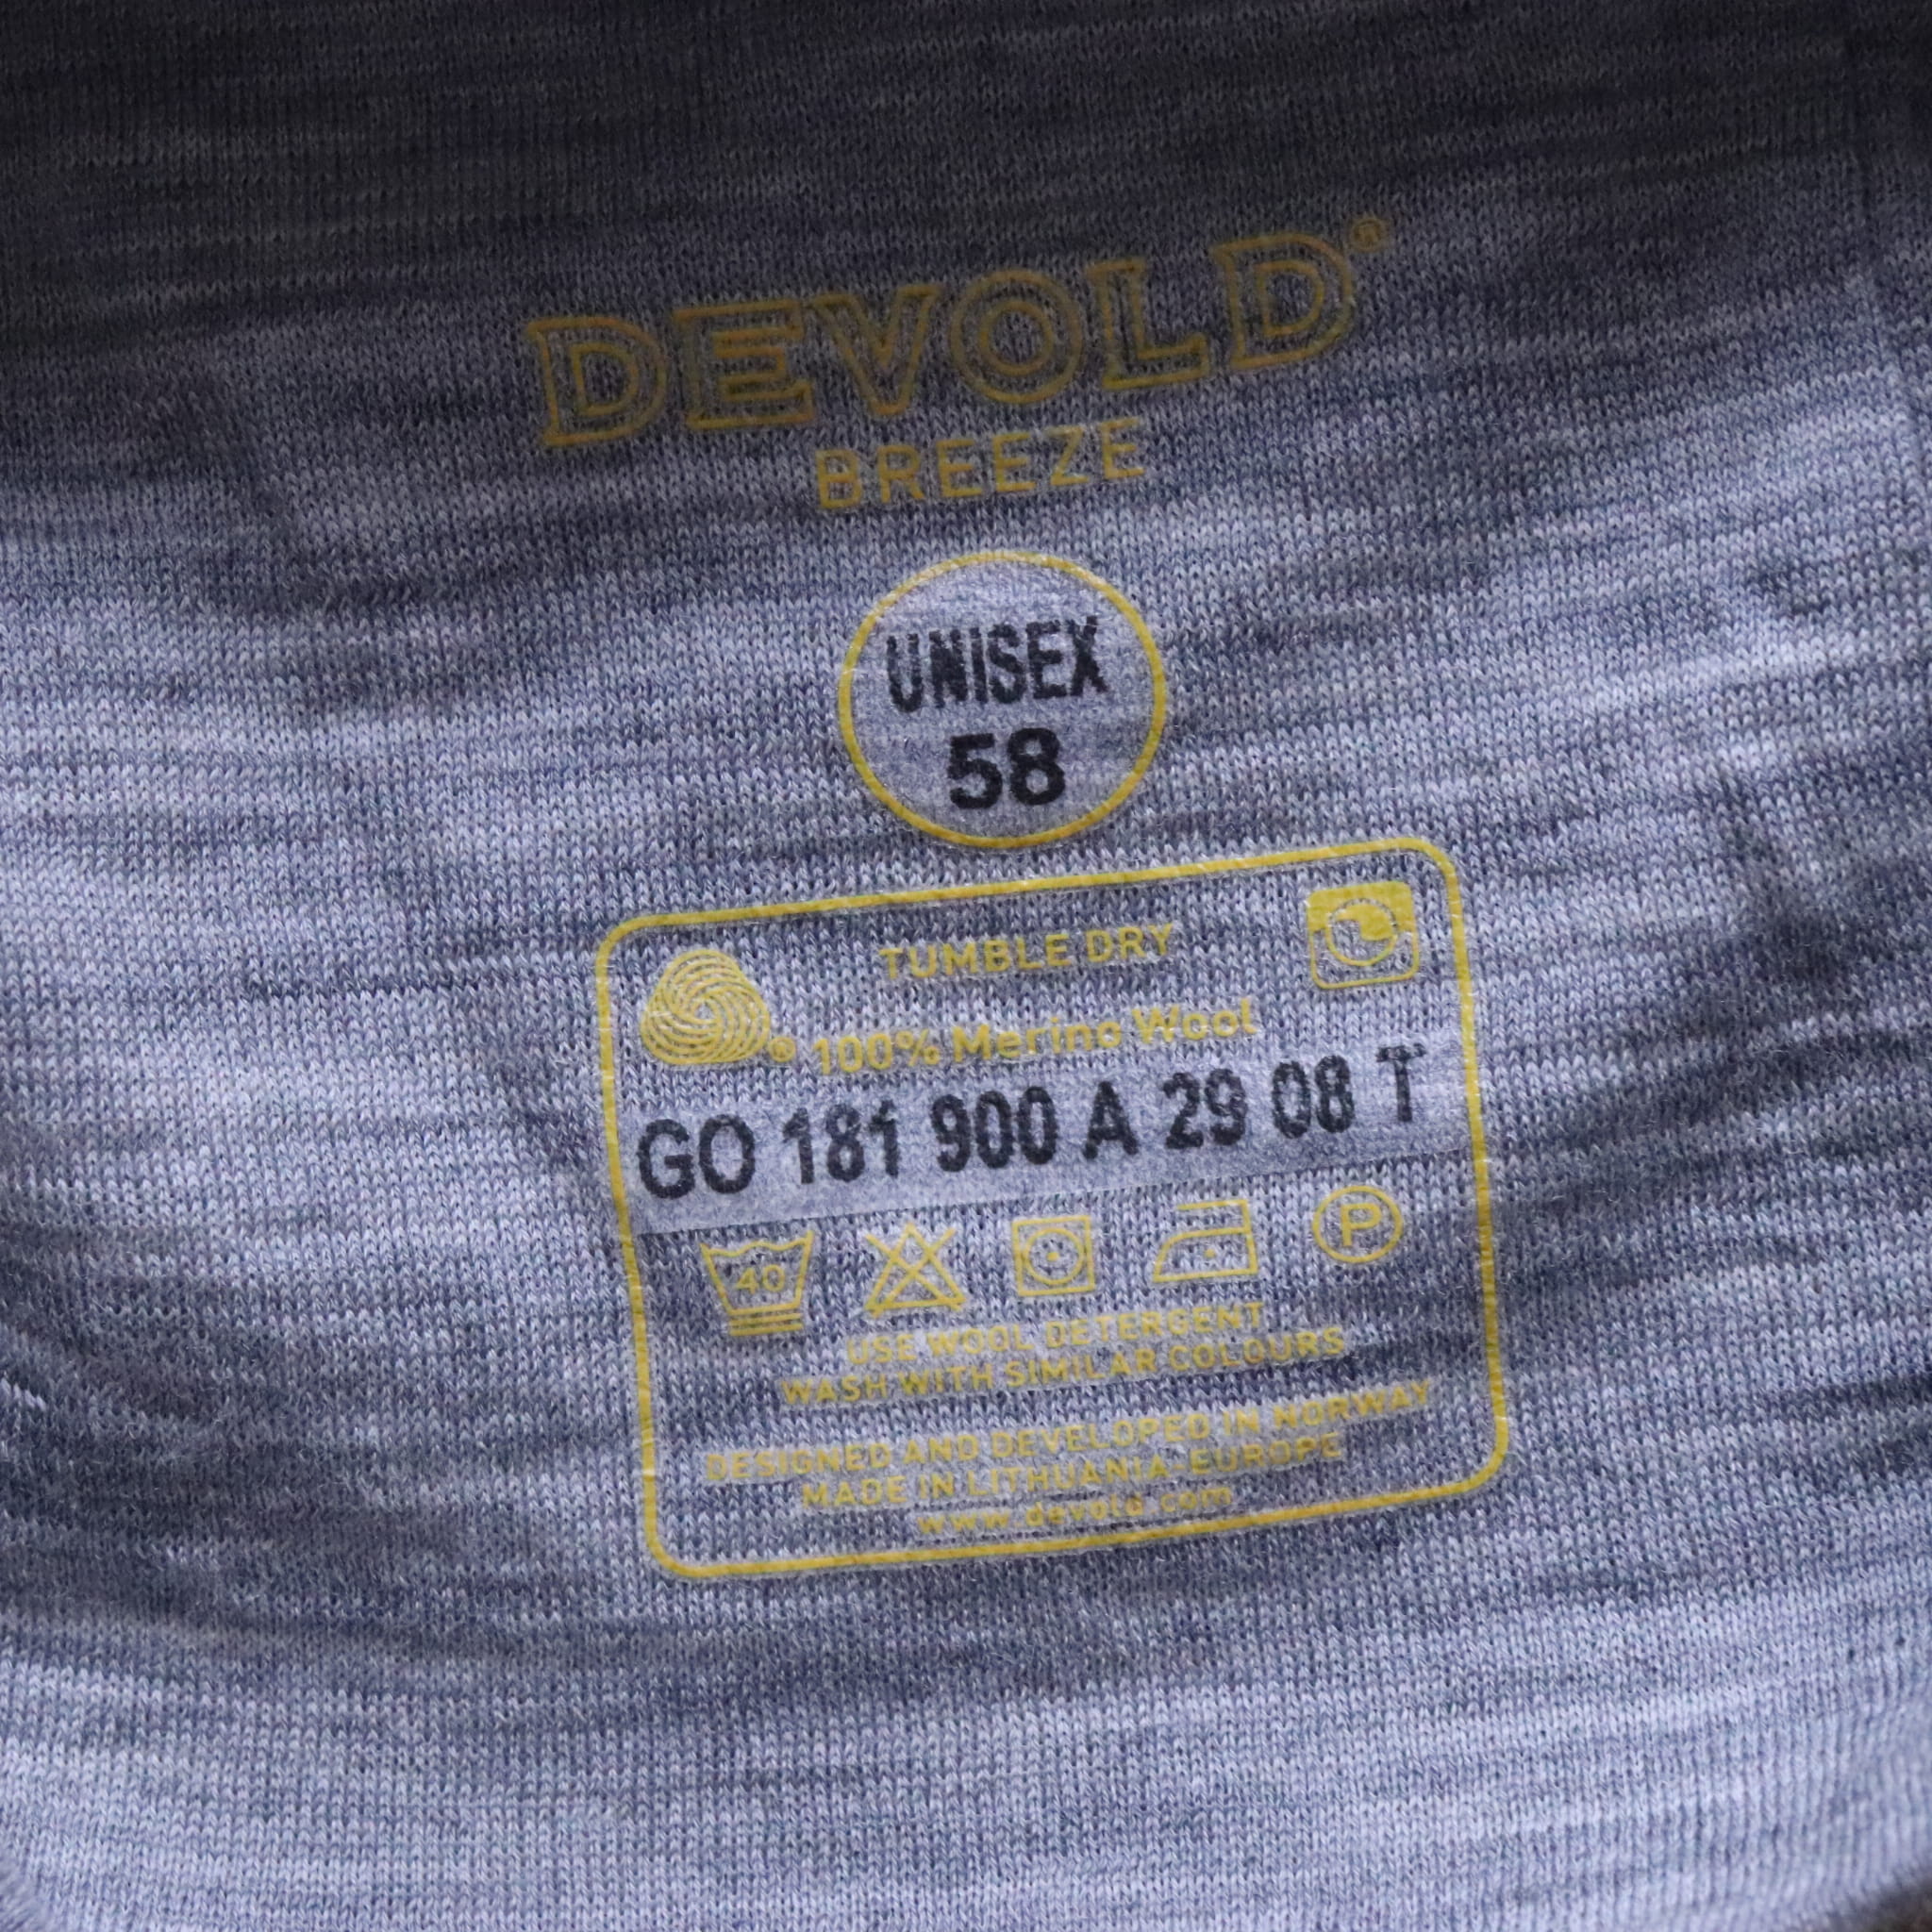 DEVOLD®
BREEZE
UNISEX
58
TUMBLE DRY
® 100% Merino Wool
GO 181 900 A 29 08 T
40 P
USE WOOL DETERGENT
WASH WITH SIMILAR COLOURS
DESIGNED AND DEVELOPED IN NORWAY
MADE IN LITHUANIA-EUROPE
www.devold.com